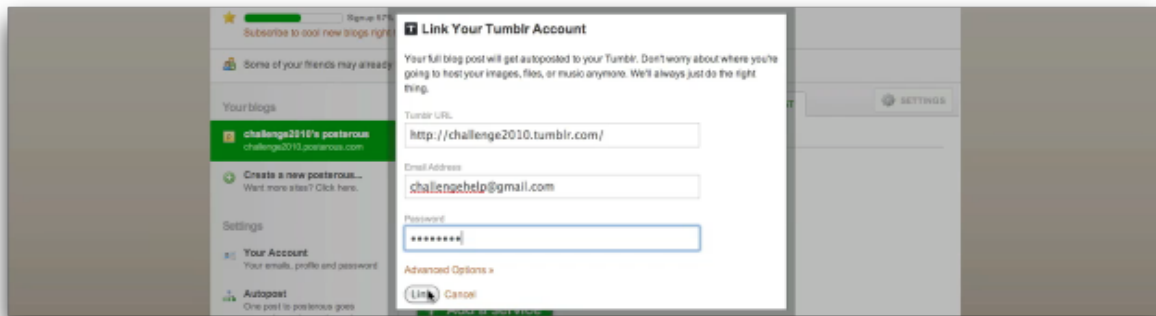 Sign up 67%
Subscribe to cool new blogs right
Some of your friends may already
Your blogs
challenge2010's posterous
challenge2010.posterous.com
Create a new posterous...
Want more sites? Click here.
Settings
Your Account
Your emails, profile and password
Autopost
One post to posterous goes
Link Your Tumblr Account
Your full blog post will get autoposted to your Tumblr. Don't worry about where you're
going to host your images, files, or music anymore. We'll always just do the right
thing.
Tumblr URL
http://challenge2010.tumblr.com/
Email Address
challengehelp@gmail.com
Password
••••••••
Advanced Options »
Link Cancel
SETTINGS